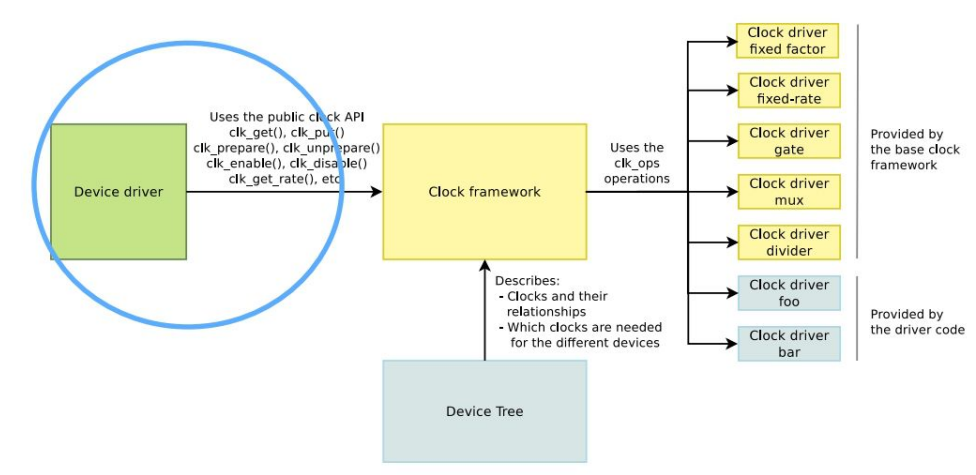 Device driver
Uses the public clock API
clk_get(), clk_put()
clk_prepare(), clk_unprepare()
clk_enable(), clk_disable()
clk_get_rate(), etc
Clock framework
Uses the
clk_ops
operations
Clock driver
fixed factor
Clock driver
fixed-rate
Clock driver
gate
Clock driver
mux
Clock driver
divider
Clock driver
foo
Clock driver
bar
Provided by
the base clock
framework
Provided by
the driver code
Describes:
- Clocks and their
relationships
- Which clocks are needed
for the different devices
Device Tree